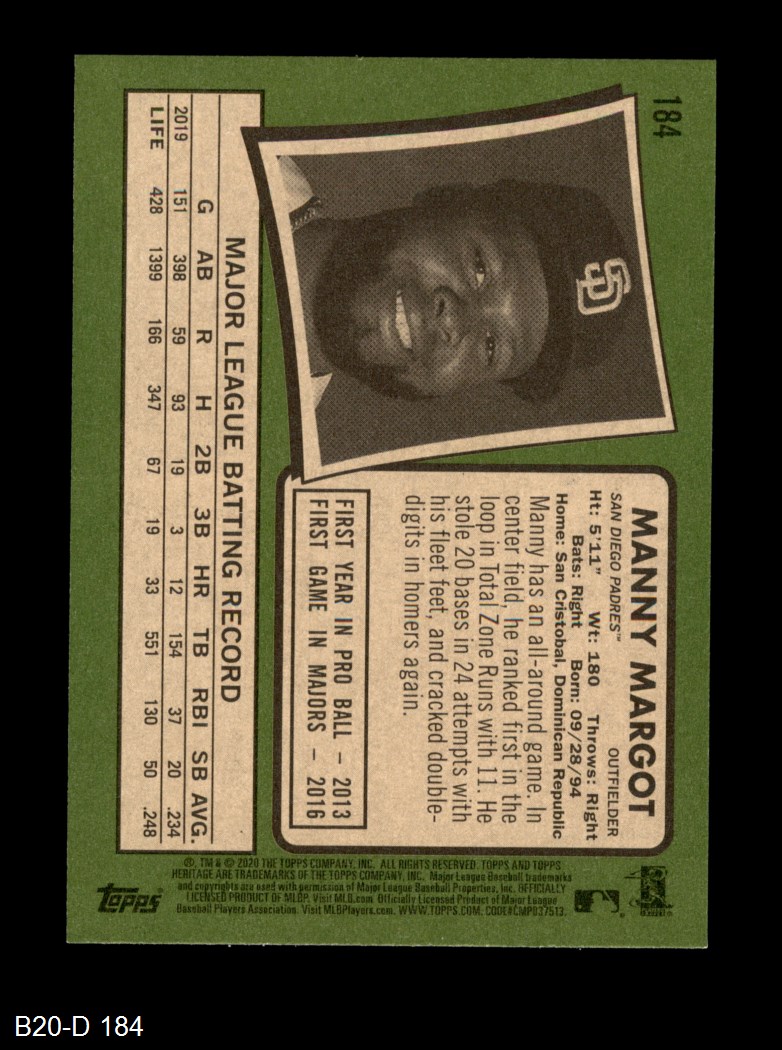 184
MANNY MARGOT
SAN DIEGO PADRES™ OUTFIELDER
Ht: 5'11" Wt: 180 Throws: Right
Bats: Right Born: 09/28/94
Home: San Cristobal, Dominican Republic
Manny has an all-around game. In
center field, he ranked first in the
loop in Total Zone Runs with 11. He
stole 20 bases in 24 attempts with
his fleet feet, and cracked double-
digits in homers again.
FIRST YEAR IN PRO BALL – 2013
FIRST GAME IN MAJORS – 2016
SD
MAJOR LEAGUE BATTING RECORD
G AB R H 2B 3B HR TB RBI SB AVG.
2019 151 398 59 93 19 3 12 154 37 20 .234
LIFE 428 1399 166 347 67 19 33 551 130 50 .248
®, TM & © 2020 THE TOPPS COMPANY, INC. ALL RIGHTS RESERVED. TOPPS AND TOPPS
HERITAGE ARE TRADEMARKS OF THE TOPPS COMPANY, INC. Major League Baseball trademarks
and copyrights are used with permission of Major League Baseball Properties, Inc. OFFICIALLY
LICENSED PRODUCT OF MLBP. Visit MLB.com Officially Licensed Product of Major League
Baseball Players Association. Visit MLBPlayers.com. WWW.TOPPS.COM. CODE#CMP037513.
Topps
B20-D 184